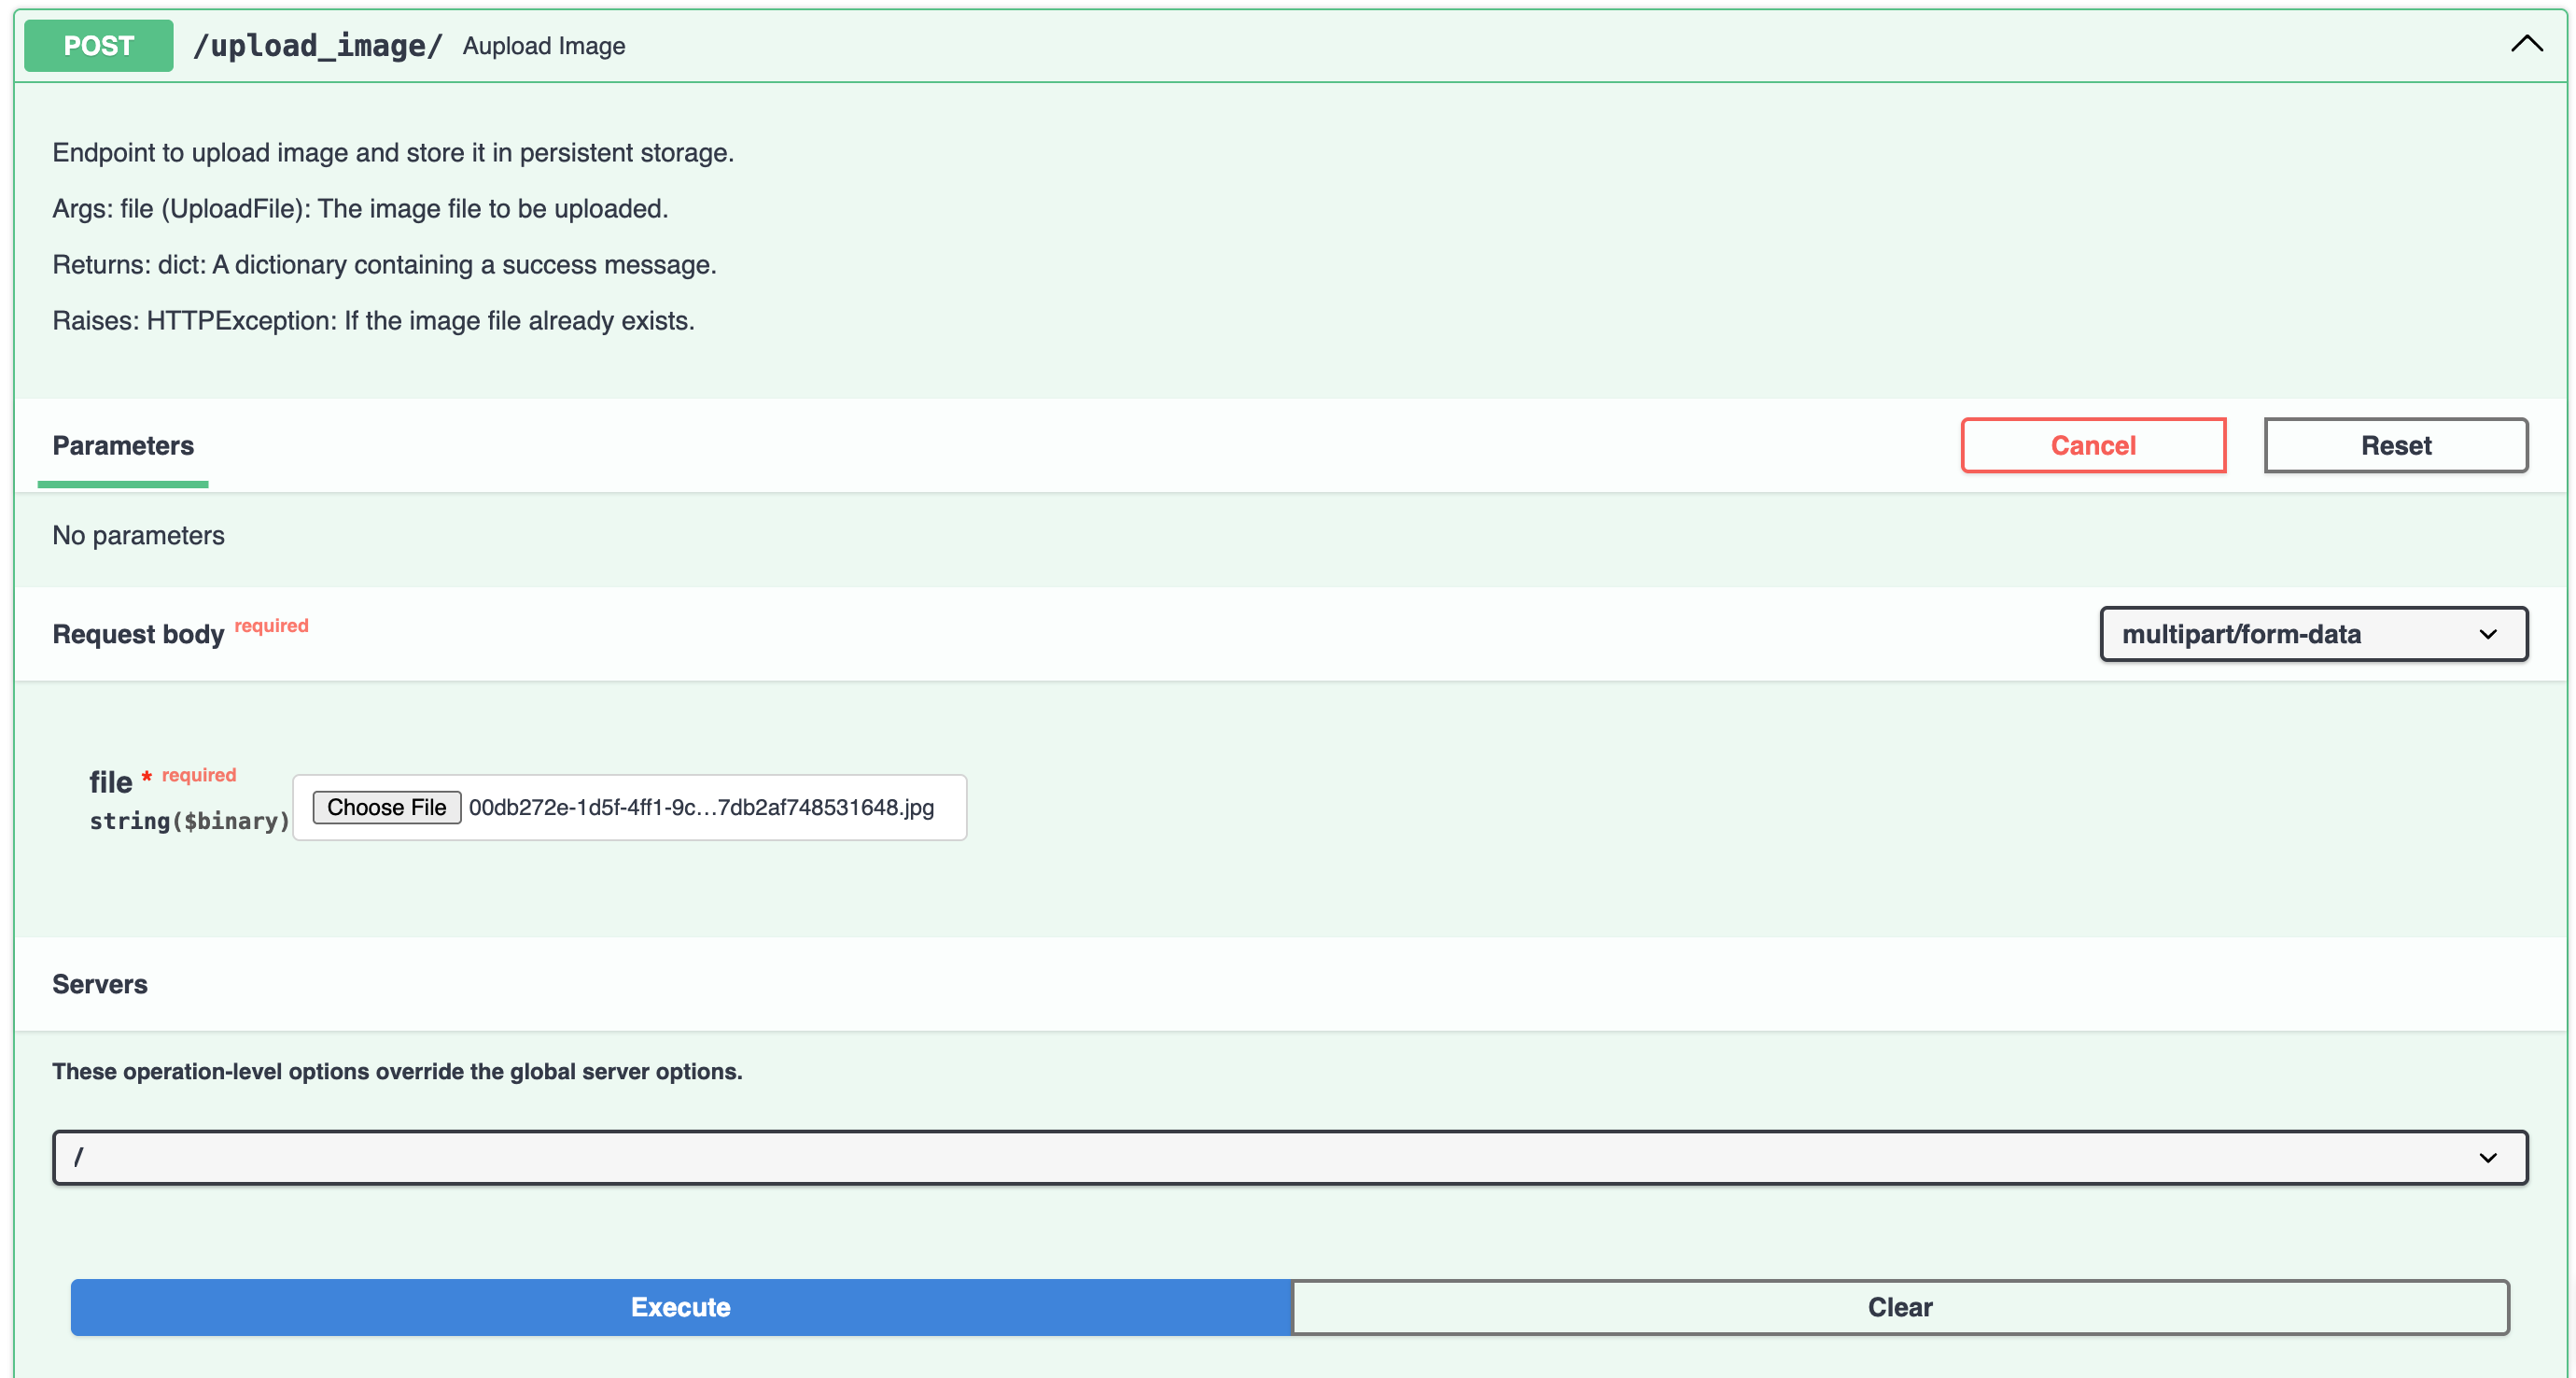 POST /upload_image/ Aupload Image
Endpoint to upload image and store it in persistent storage.
Args: file (UploadFile): The image file to be uploaded.
Returns: dict: A dictionary containing a success message.
Raises: HTTPException: If the image file already exists.
Parameters Cancel Reset
No parameters
Request body required multipart/form-data
file * required
string($binary) Choose File 00db272e-1d5f-4ff1-9c…7db2af748531648.jpg
Servers
These operation-level options override the global server options.
/
Execute Clear